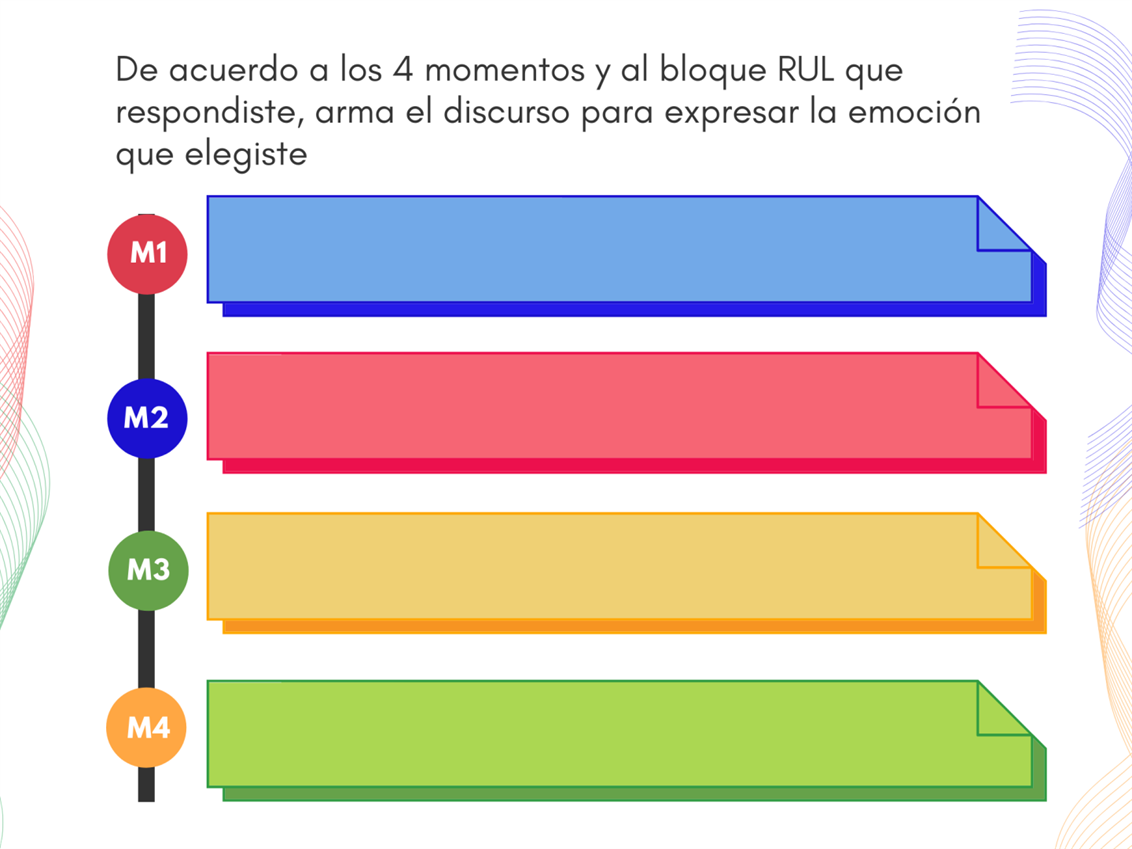 De acuerdo a los 4 momentos y al bloque RUL que
respondiste, arma el discurso para expresar la emoción
que elegiste
M1
M2
M3
M4